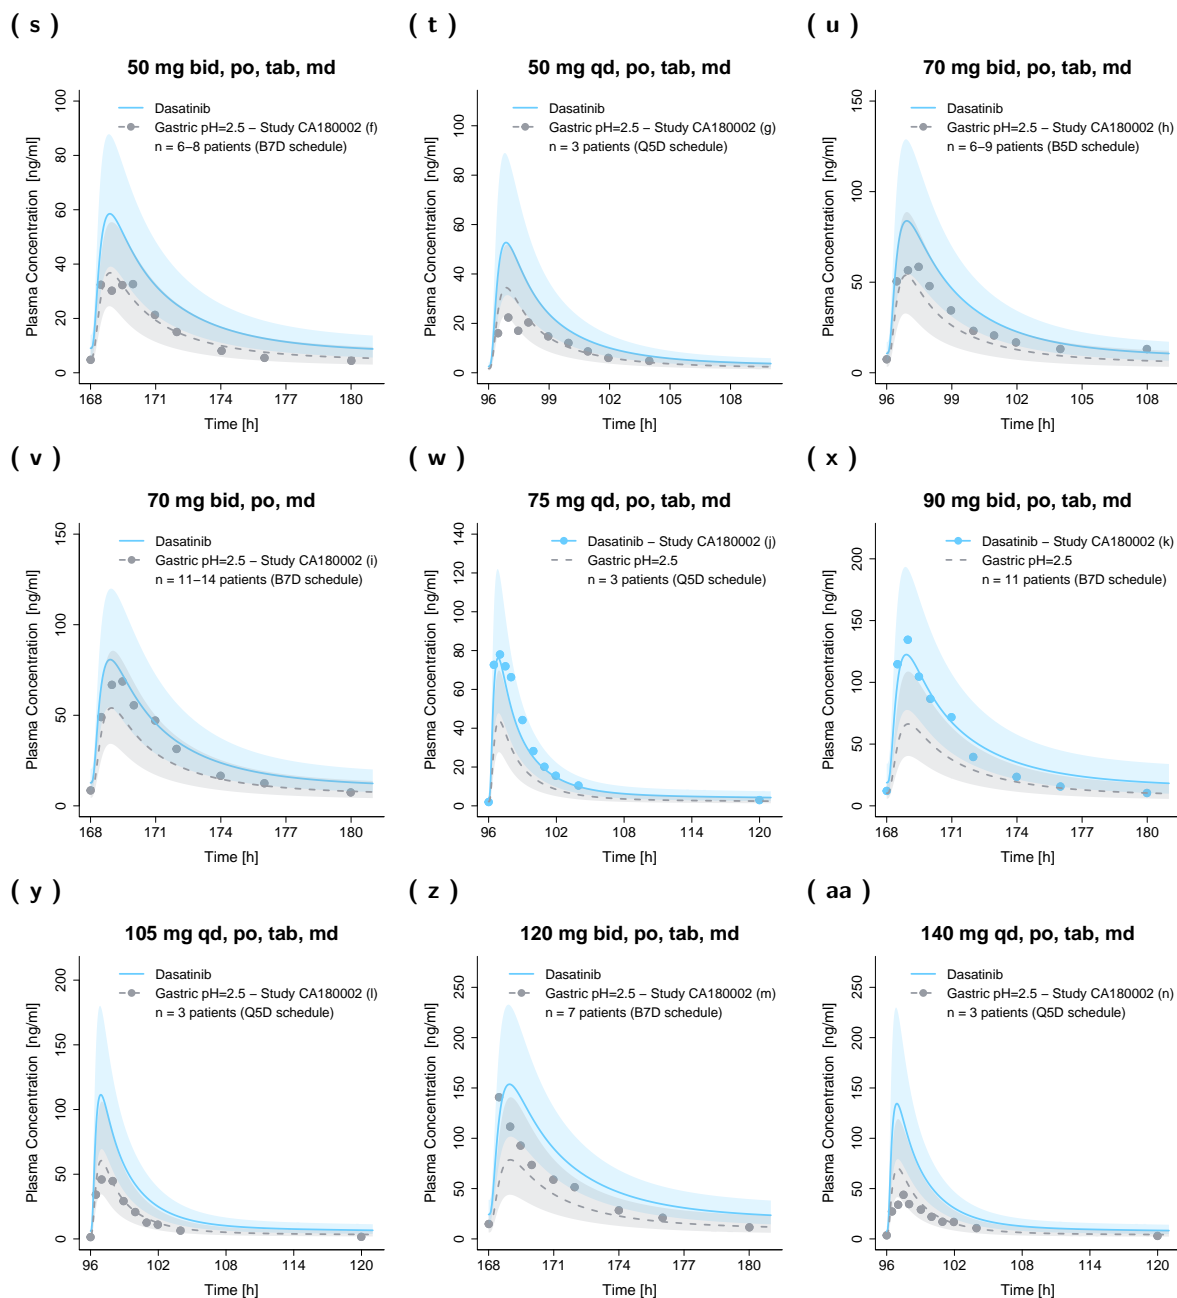 ( s )
50 mg bid, po, tab, md
Plasma Concentration [ng/ml]
100
80
60
40
20
0
Dasatinib
Gastric pH=2.5 − Study CA180002 (f)
n = 6−8 patients (B7D schedule)
168 171 174 177 180
Time [h]
( t )
50 mg qd, po, tab, md
Plasma Concentration [ng/ml]
100
80
60
40
20
0
Dasatinib
Gastric pH=2.5 − Study CA180002 (g)
n = 3 patients (Q5D schedule)
96 99 102 105 108
Time [h]
( u )
70 mg bid, po, tab, md
Plasma Concentration [ng/ml]
150
100
50
0
Dasatinib
Gastric pH=2.5 − Study CA180002 (h)
n = 6−9 patients (B5D schedule)
96 99 102 105 108
Time [h]
( v )
70 mg bid, po, md
Plasma Concentration [ng/ml]
150
100
50
0
Dasatinib
Gastric pH=2.5 − Study CA180002 (i)
n = 11−14 patients (B7D schedule)
168 171 174 177 180
Time [h]
( w )
75 mg qd, po, tab, md
Plasma Concentration [ng/ml]
140
120
100
80
60
40
20
0
Dasatinib − Study CA180002 (j)
Gastric pH=2.5
n = 3 patients (Q5D schedule)
96 102 108 114 120
Time [h]
( x )
90 mg bid, po, tab, md
Plasma Concentration [ng/ml]
200
150
100
50
0
Dasatinib − Study CA180002 (k)
Gastric pH=2.5
n = 11 patients (B7D schedule)
168 171 174 177 180
Time [h]
( y )
105 mg qd, po, tab, md
Plasma Concentration [ng/ml]
200
150
100
50
0
Dasatinib
Gastric pH=2.5 − Study CA180002 (l)
n = 3 patients (Q5D schedule)
96 102 108 114 120
Time [h]
( z )
120 mg bid, po, tab, md
Plasma Concentration [ng/ml]
250
200
150
100
50
0
Dasatinib
Gastric pH=2.5 − Study CA180002 (m)
n = 7 patients (B7D schedule)
168 171 174 177 180
Time [h]
( aa )
140 mg qd, po, tab, md
Plasma Concentration [ng/ml]
250
200
150
100
50
0
Dasatinib
Gastric pH=2.5 − Study CA180002 (n)
n = 3 patients (Q5D schedule)
96 102 108 114 120
Time [h]